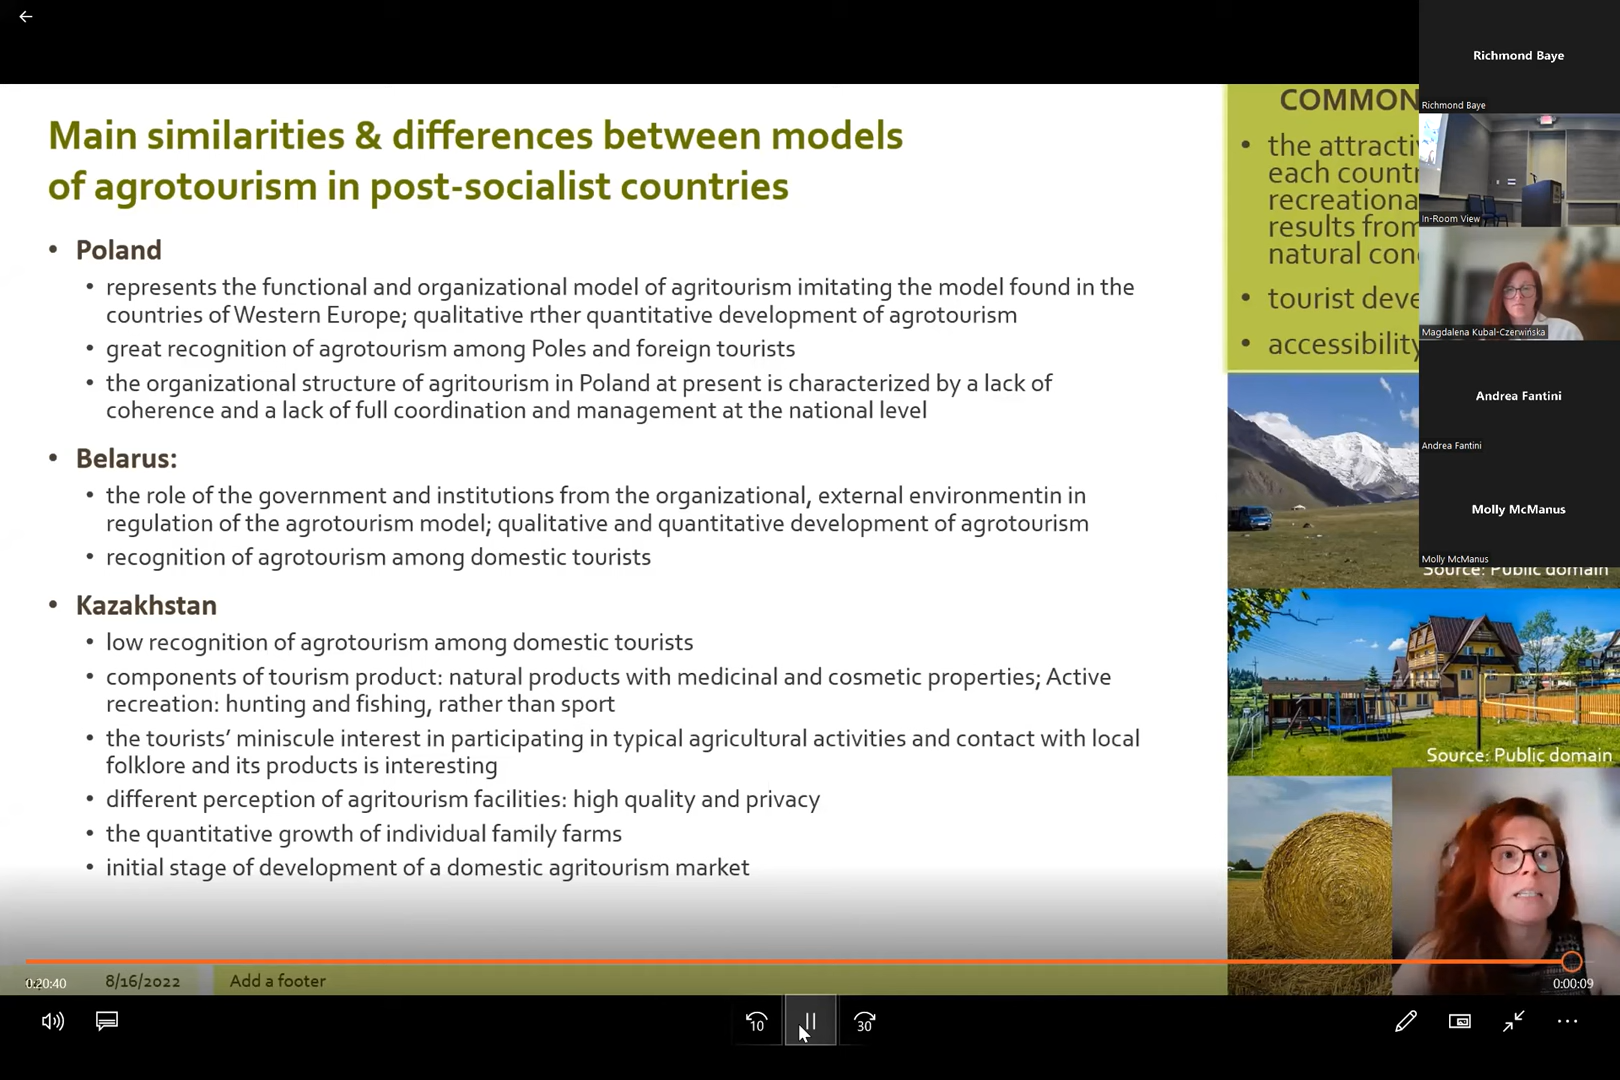 Main similarities & differences between models
of agrotourism in post-socialist countries
• Poland
• represents the functional and organizational model of agritourism imitating the model found in the
countries of Western Europe; qualitative rther quantitative development of agrotourism
• great recognition of agrotourism among Poles and foreign tourists
• the organizational structure of agritourism in Poland at present is characterized by a lack of
coherence and a lack of full coordination and management at the national level
• Belarus:
• the role of the government and institutions from the organizational, external environmentin in
regulation of the agrotourism model; qualitative and quantitative development of agrotourism
• recognition of agrotourism among domestic tourists
• Kazakhstan
• low recognition of agrotourism among domestic tourists
• components of tourism product: natural products with medicinal and cosmetic properties; Active
recreation: hunting and fishing, rather than sport
• the tourists’ miniscule interest in participating in typical agricultural activities and contact with local
folklore and its products is interesting
• different perception of agritourism facilities: high quality and privacy
• the quantitative growth of individual family farms
• initial stage of development of a domestic agritourism market
COMMON
• the attracti
each countr
recreationa
results from
natural con
• tourist deve
• accessibility
Source: Public domain
Source: Public domain
Richmond Baye
Richmond Baye
In-Room View
Magdalena Kubal-Czerwińska
Andrea Fantini
Andrea Fantini
Molly McManus
Molly McManus
0:20:40
8/16/2022
Add a footer
0:00:09
10
30